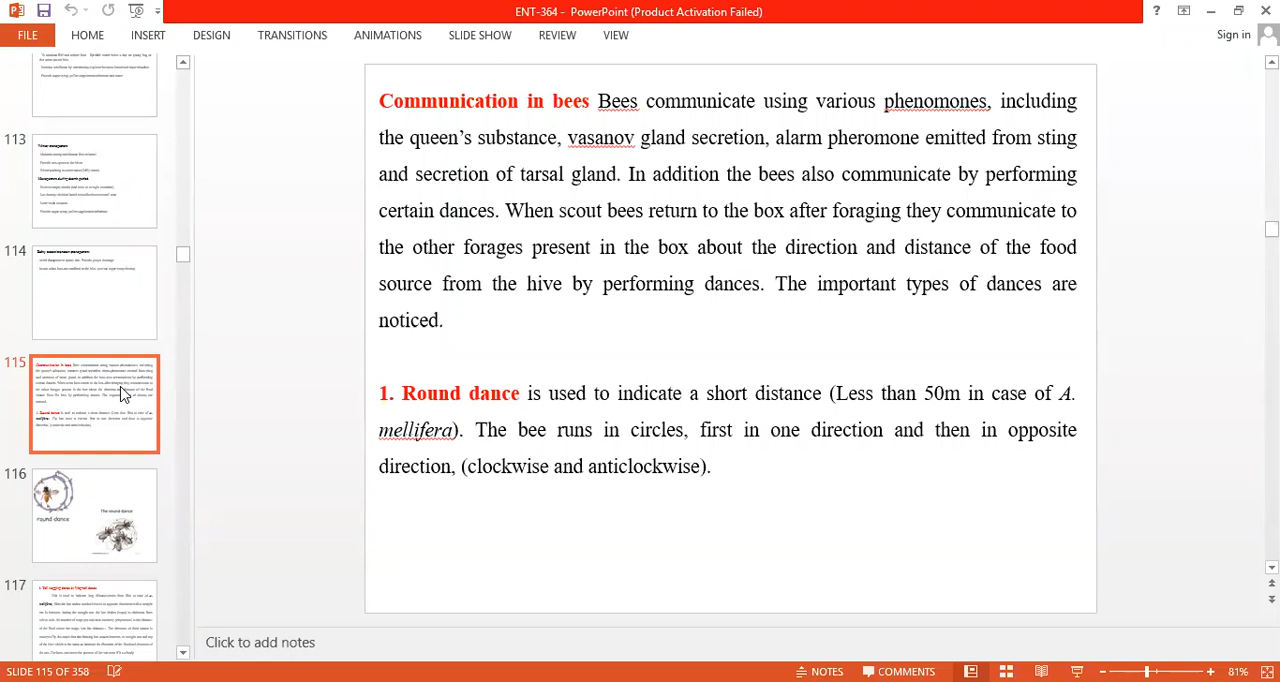 ENT-364 - PowerPoint (Product Activation Failed)
FILE HOME INSERT DESIGN TRANSITIONS ANIMATIONS SLIDE SHOW REVIEW VIEW Sign in
113
114
115
116
round dance
The round dance
117
Communication in bees Bees communicate using various phenomones, including
the queen's substance, vasanov gland secretion, alarm pheromone emitted from sting
and secretion of tarsal gland. In addition the bees also communicate by performing
certain dances. When scout bees return to the box after foraging they communicate to
the other forages present in the box about the direction and distance of the food
source from the hive by performing dances. The important types of dances are
noticed.
1. Round dance is used to indicate a short distance (Less than 50m in case of A.
mellifera). The bee runs in circles, first in one direction and then in opposite
direction, (clockwise and anticlockwise).
Click to add notes
SLIDE 115 OF 358 NOTES COMMENTS 81%